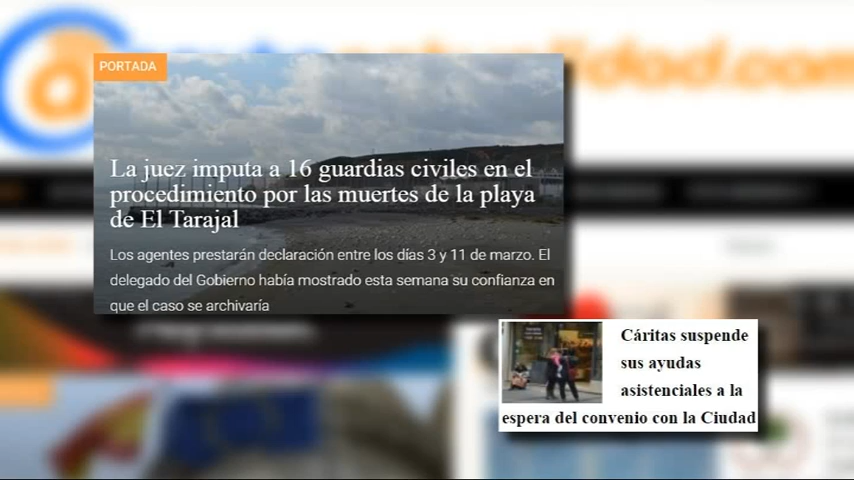 PORTADA
La juez imputa a 16 guardias civiles en el
procedimiento por las muertes de la playa
de El Tarajal
Los agentes prestarán declaración entre los días 3 y 11 de marzo. El
delegado del Gobierno había mostrado esta semana su confianza en
que el caso se archivaría
Cáritas suspende
sus ayudas
asistenciales a la
espera del convenio con la Ciudad